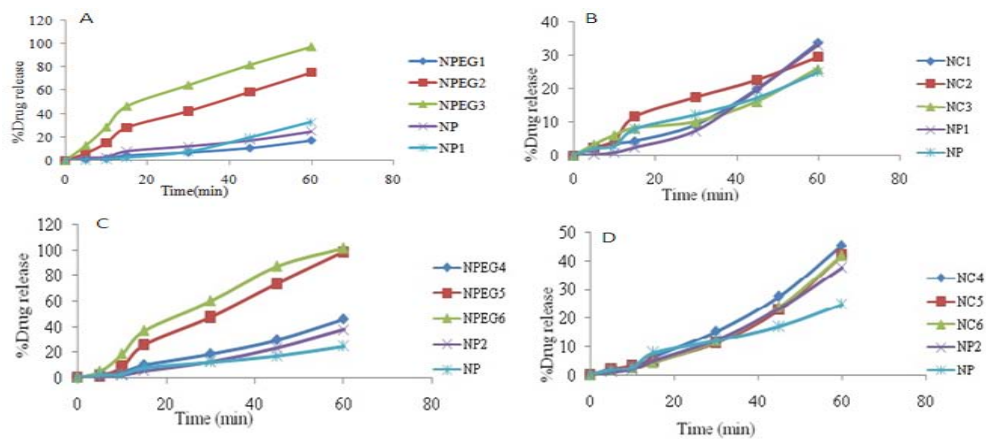 A
120
100
80
60
40
20
0
%Drug release
0 20 40 60 80
Time(min)
NPEG1
NPEG2
NPEG3
NP
NP1
B
40
30
20
10
0
%Drug release
0 20 40 60 80
Time (min)
NC1
NC2
NC3
NP1
NP
C
120
100
80
60
40
20
0
%Drug release
0 20 40 60 80
Time (min)
NPEG4
NPEG5
NPEG6
NP2
NP
D
50
40
30
20
10
0
%Drug release
0 20 40 60 80
Time (min)
NC4
NC5
NC6
NP2
NP